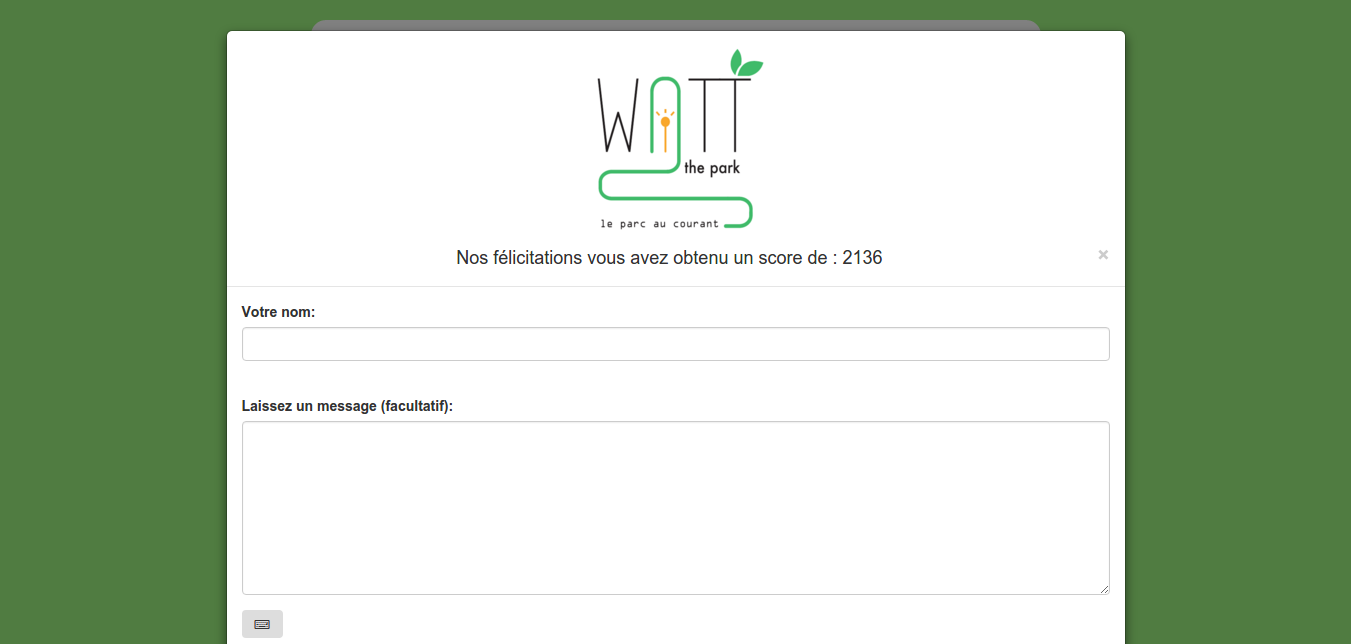 WATT
the park
le parc au courant
Nos félicitations vous avez obtenu un score de : 2136
×
Votre nom:
Laissez un message (facultatif):